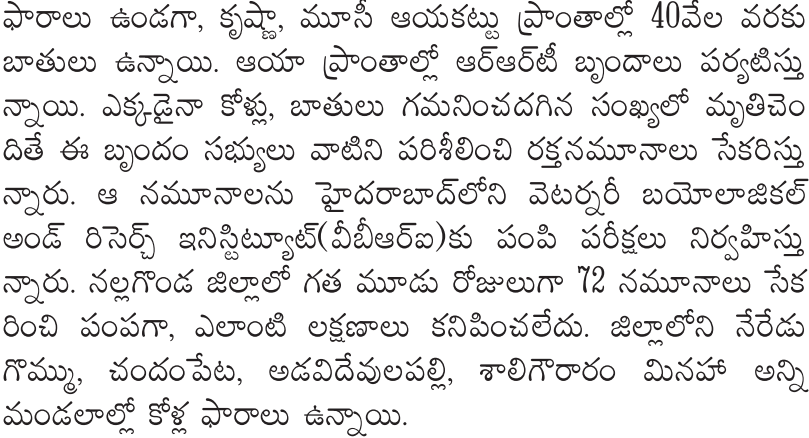 ఫారాలు ఉండగా, కృష్ణా, మూసీ ఆయకట్టు ప్రాంతాల్లో 40వేల వరకు
బాతులు ఉన్నాయి. ఆయా ప్రాంతాల్లో ఆర్ఆర్‌టీ బృందాలు పర్యటిస్తు
న్నాయి. ఎక్కడైనా కోళ్లు, బాతులు గమనించదగిన సంఖ్యలో మృతిచెం
దితే ఈ బృందం సభ్యులు వాటిని పరిశీలించి రక్తనమూనాలు సేకరిస్తు
న్నారు. ఆ నమూనాలను హైదరాబాద్‌లోని వెటర్నరీ బయోలాజికల్
అండ్ రిసెర్చ్ ఇనిస్టిట్యూట్(వీబీఆర్ఐ)కు పంపి పరీక్షలు నిర్వహిస్తు
న్నారు. నల్లగొండ జిల్లాలో గత మూడు రోజులుగా 72 నమూనాలు సేక
రించి పంపగా, ఎలాంటి లక్షణాలు కనిపించలేదు. జిల్లాలోని నేరేడు
గొమ్ము, చందంపేట, అడవిదేవులపల్లి, శాలిగౌరారం మినహా అన్ని
మండలాల్లో కోళ్ల ఫారాలు ఉన్నాయి.